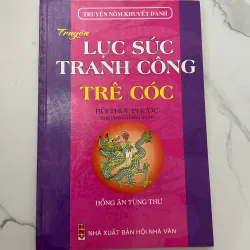 TRUYỆN NÔM KHUYẾT DANH
Truyện
LỤC SÚC
TRANH CÔNG
TRÊ CÓC
HỒNG ÂN TÙNG THƯ
NHÀ XUẤT BẢN HỘI NHÀ VĂN